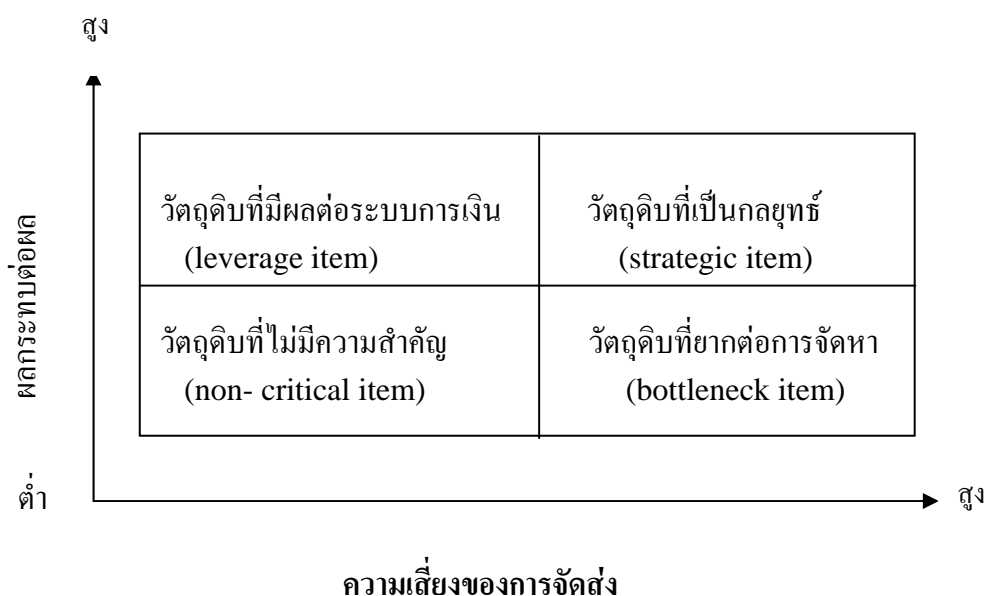 สูง
วัตถุดิบที่มีผลต่อระบบการเงิน
(leverage item)
วัตถุดิบที่เป็นกลยุทธ์
(strategic item)
ผลกระทบต่อผล
วัตถุดิบที่ไม่มีความสำคัญ
(non- critical item)
วัตถุดิบที่ยากต่อการจัดหา
(bottleneck item)
ต่ำ
สูง
ความเสี่ยงของการจัดส่ง